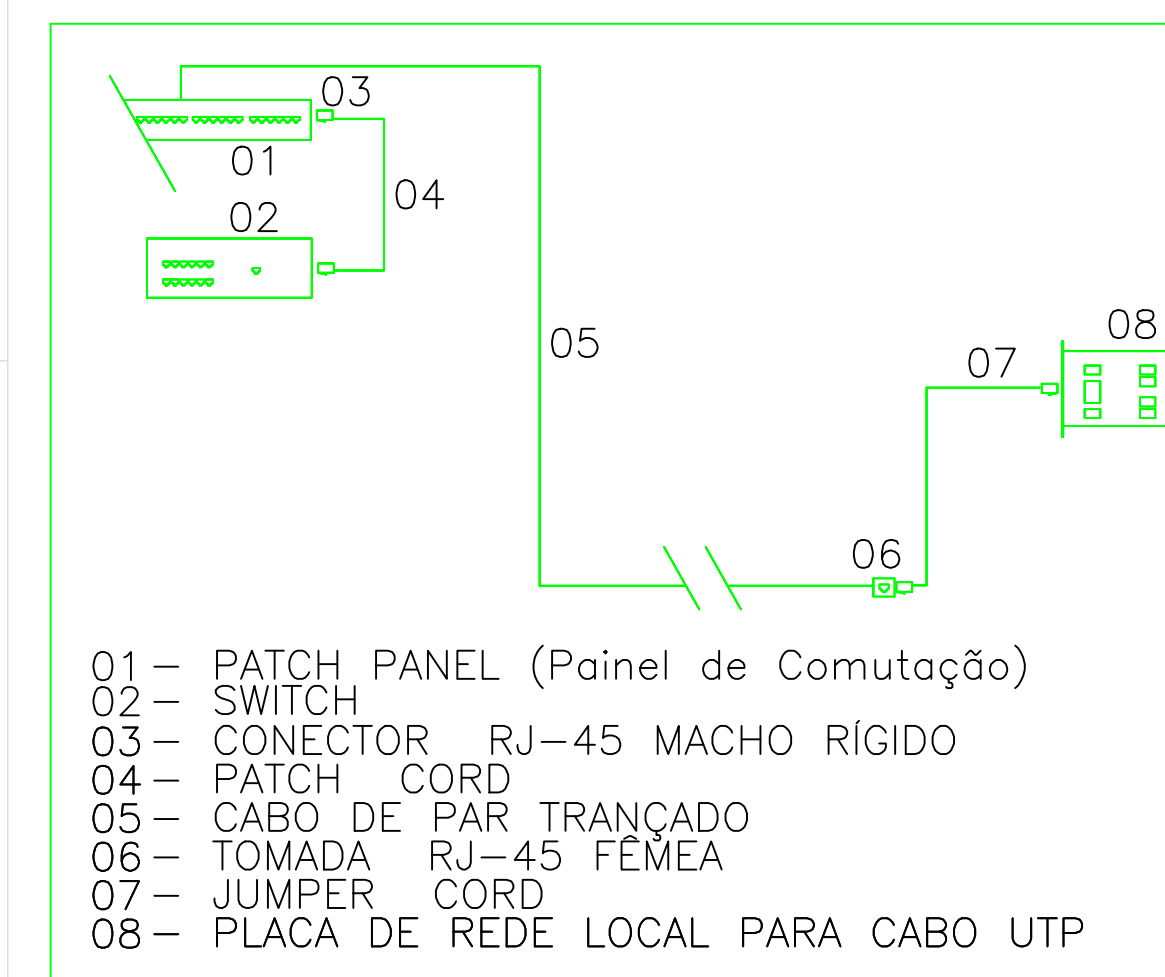 03
01
04
02
05
08
07
06
01 – PATCH PANEL (Painel de Comutação)
02 – SWITCH
03 – CONECTOR RJ–45 MACHO RÍGIDO
04 – PATCH CORD
05 – CABO DE PAR TRANÇADO
06 – TOMADA RJ–45 FÊMEA
07 – JUMPER CORD
08 – PLACA DE REDE LOCAL PARA CABO UTP